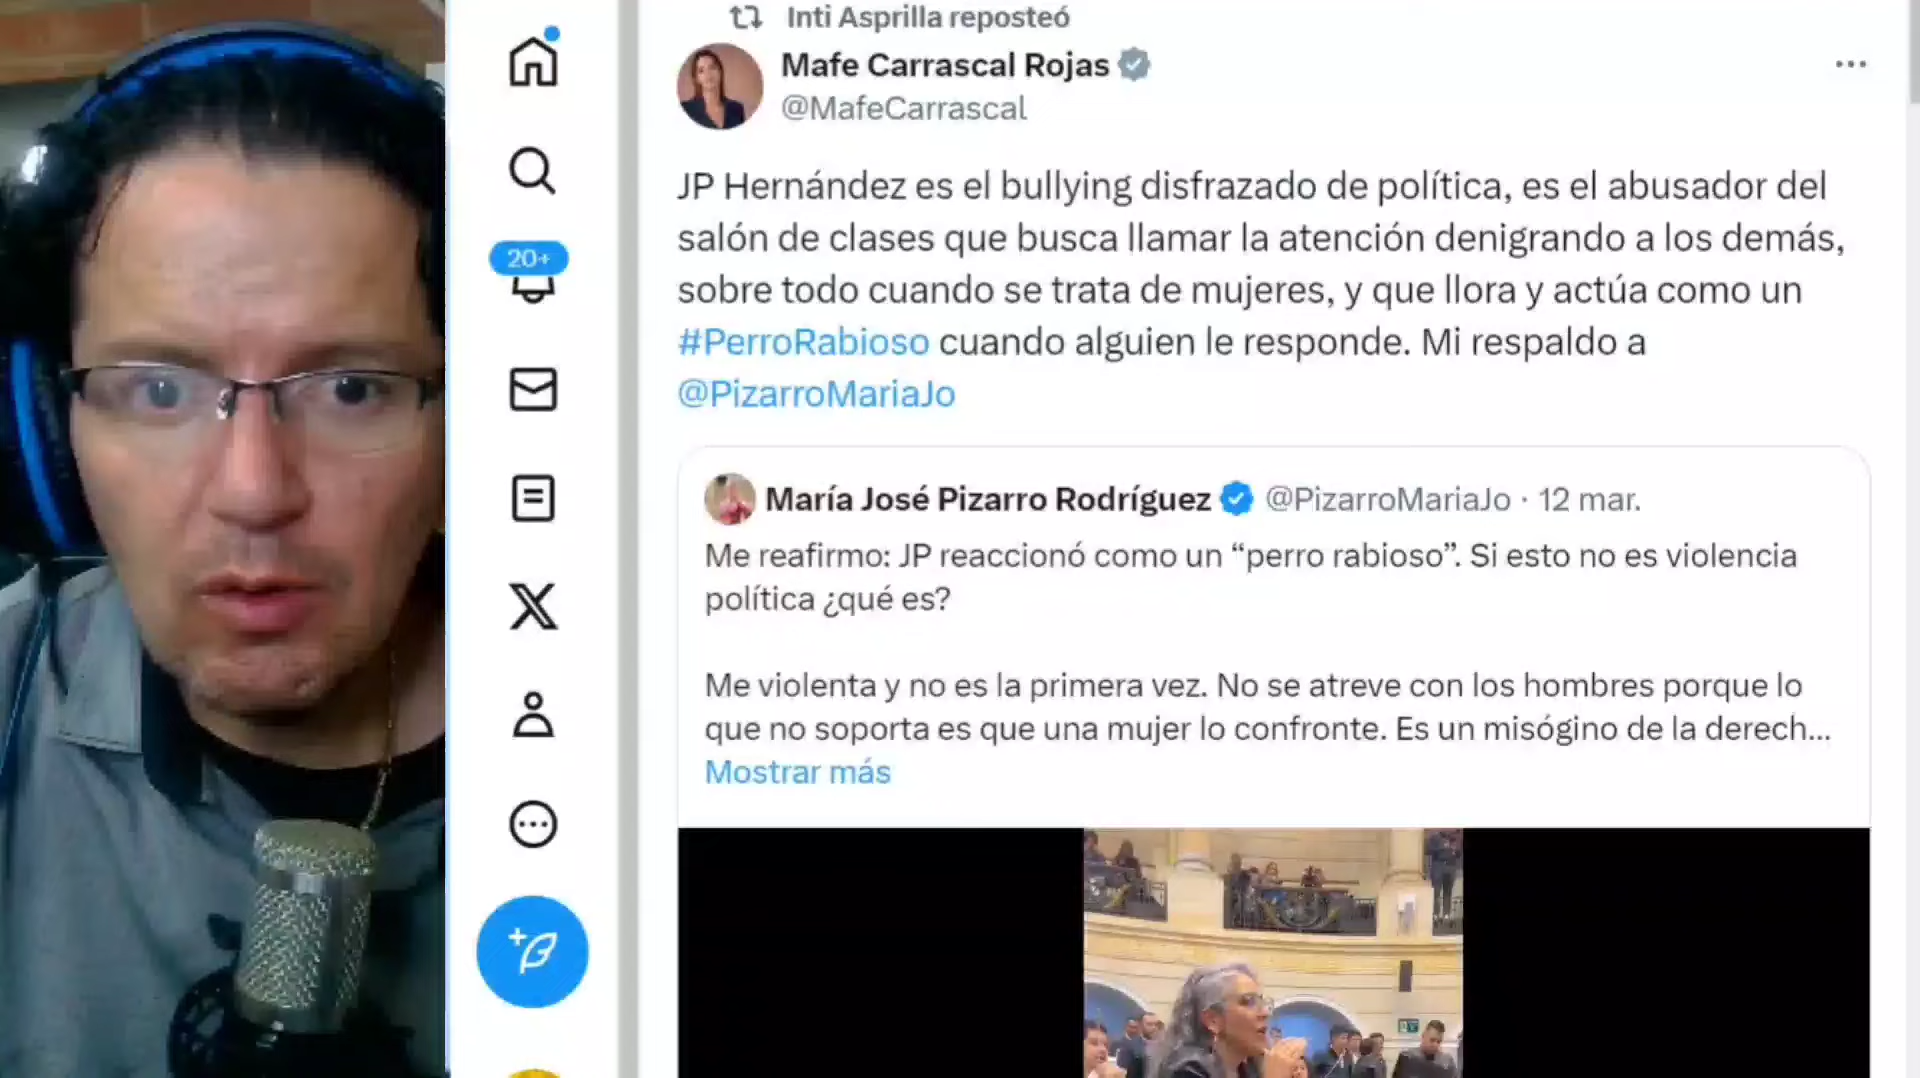 Inti Asprilla reposteó
Mafe Carrascal Rojas
@MafeCarrascal
JP Hernández es el bullying disfrazado de política, es el abusador del
salón de clases que busca llamar la atención denigrando a los demás,
sobre todo cuando se trata de mujeres, y que llora y actúa como un
#PerroRabioso cuando alguien le responde. Mi respaldo a
@PizarroMariaJo
María José Pizarro Rodríguez @PizarroMariaJo · 12 mar.
Me reafirmo: JP reaccionó como un “perro rabioso”. Si esto no es violencia
política ¿qué es?
Me violenta y no es la primera vez. No se atreve con los hombres porque lo
que no soporta es que una mujer lo confronte. Es un misógino de la derech...
Mostrar más
20+